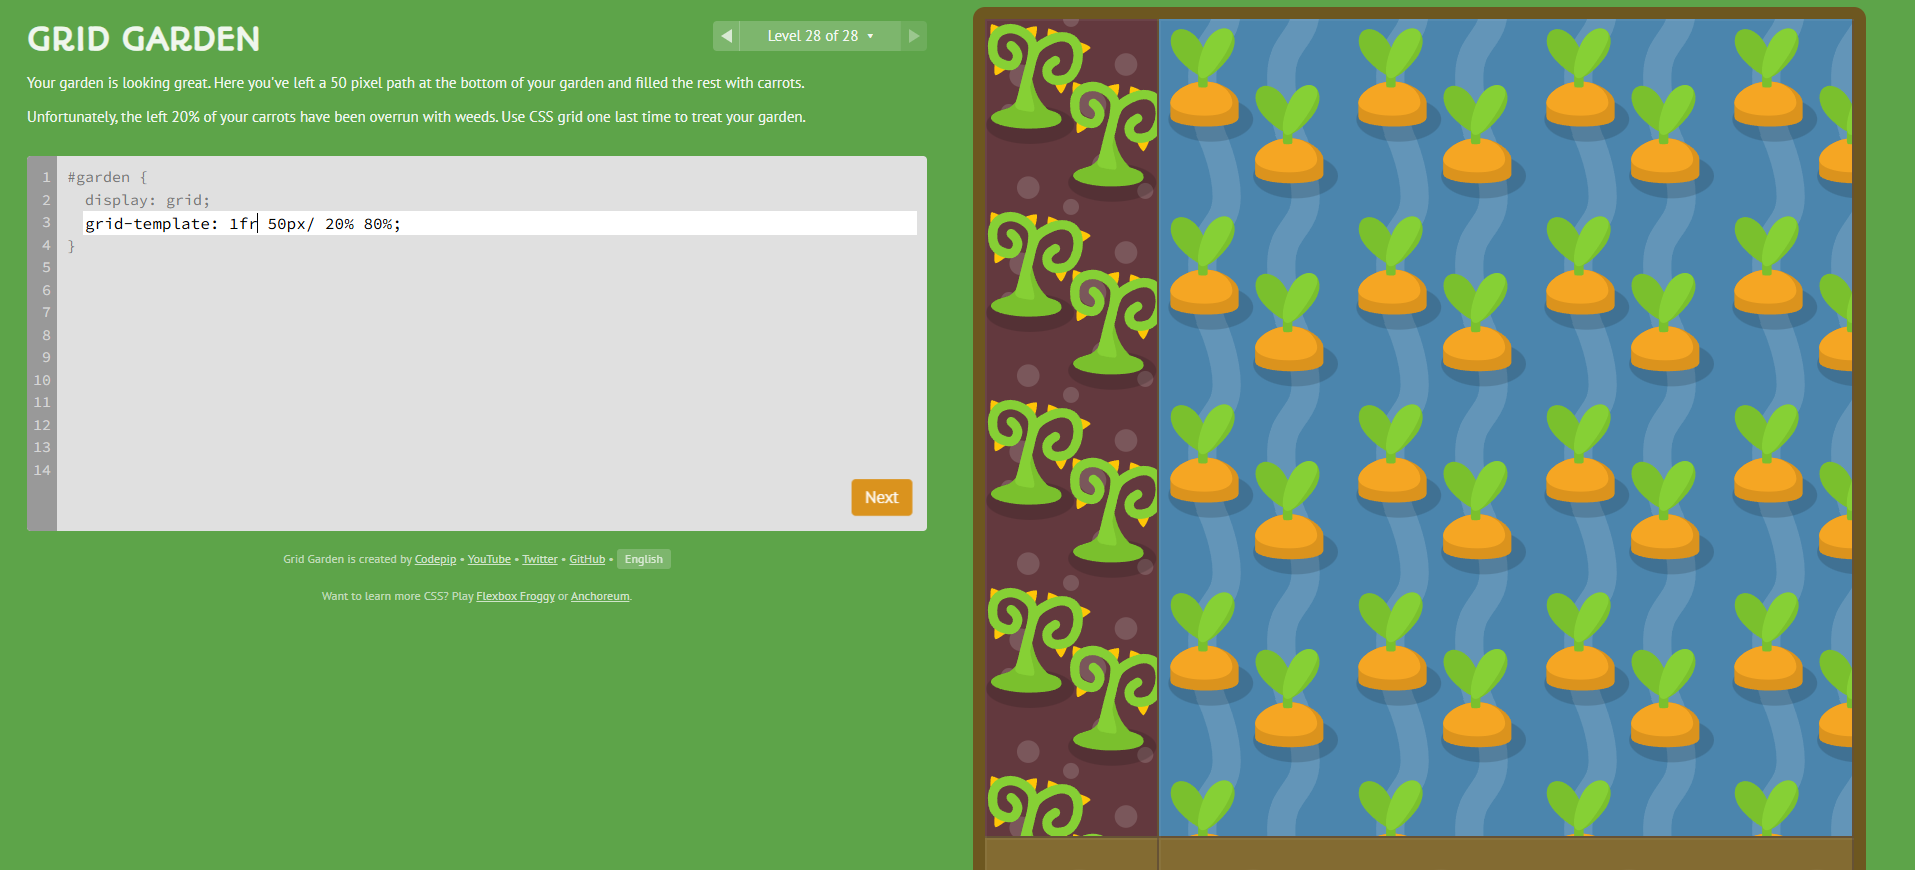 GRID GARDEN
◀ Level 28 of 28 ▾ ▶
Your garden is looking great. Here you've left a 50 pixel path at the bottom of your garden and filled the rest with carrots.
Unfortunately, the left 20% of your carrots have been overrun with weeds. Use CSS grid one last time to treat your garden.
1 #garden {
2 display: grid;
3 grid-template: 1fr 50px/ 20% 80%;
4 }
5
6
7
8
9
10
11
12
13
14
Next
Grid Garden is created by Codepip • YouTube • Twitter • GitHub • English
Want to learn more CSS? Play Flexbox Froggy or Anchoreum.